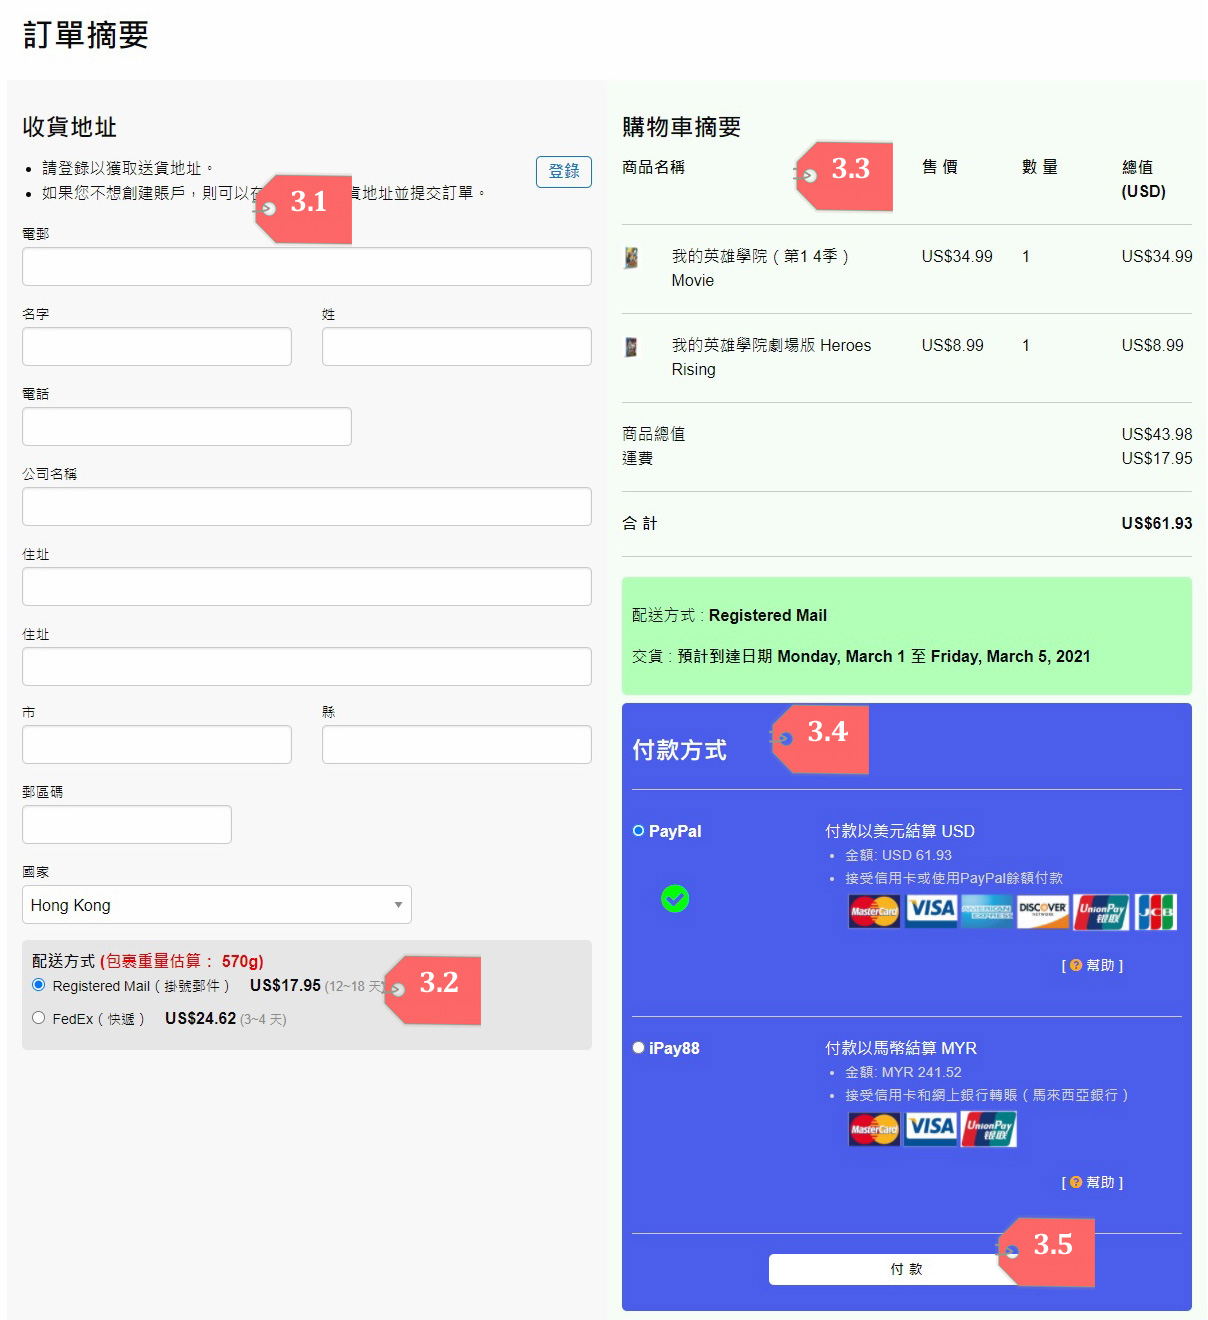 訂單摘要
收貨地址
請登錄以獲取送貨地址。
登錄
如果您不想創建賬戶，則可以在
貨地址並提交訂單。
3.1
電郵
名字
姓
電話
公司名稱
住址
住址
市
縣
郵區碼
國家
Hong Kong
配送方式 (包裹重量估算： 570g)
Registered Mail（掛號郵件） US$17.95 (12~18 天
3.2
FedEx（快遞） US$24.62 (3~4 天)
購物車摘要
3.3
商品名稱 售 價 數 量 總值
(USD)
我的英雄學院（第1 4季） US$34.99 1 US$34.99
Movie
我的英雄學院劇場版 Heroes US$8.99 1 US$8.99
Rising
商品總值 US$43.98
運費 US$17.95
合 計 US$61.93
配送方式 : Registered Mail
交貨 : 預計到達日期 Monday, March 1 至 Friday, March 5, 2021
付款方式
3.4
PayPal 付款以美元結算 USD
金額: USD 61.93
接受信用卡或使用PayPal餘額付款
MasterCard VISA AMERICAN EXPRESS DISCOVER NETWORK UnionPay 银联 JCB
[ ? 幫助 ]
iPay88 付款以馬幣結算 MYR
金額: MYR 241.52
接受信用卡和網上銀行轉賬（馬來西亞銀行）
MasterCard VISA UnionPay 银联
[ ? 幫助 ]
3.5
付 款